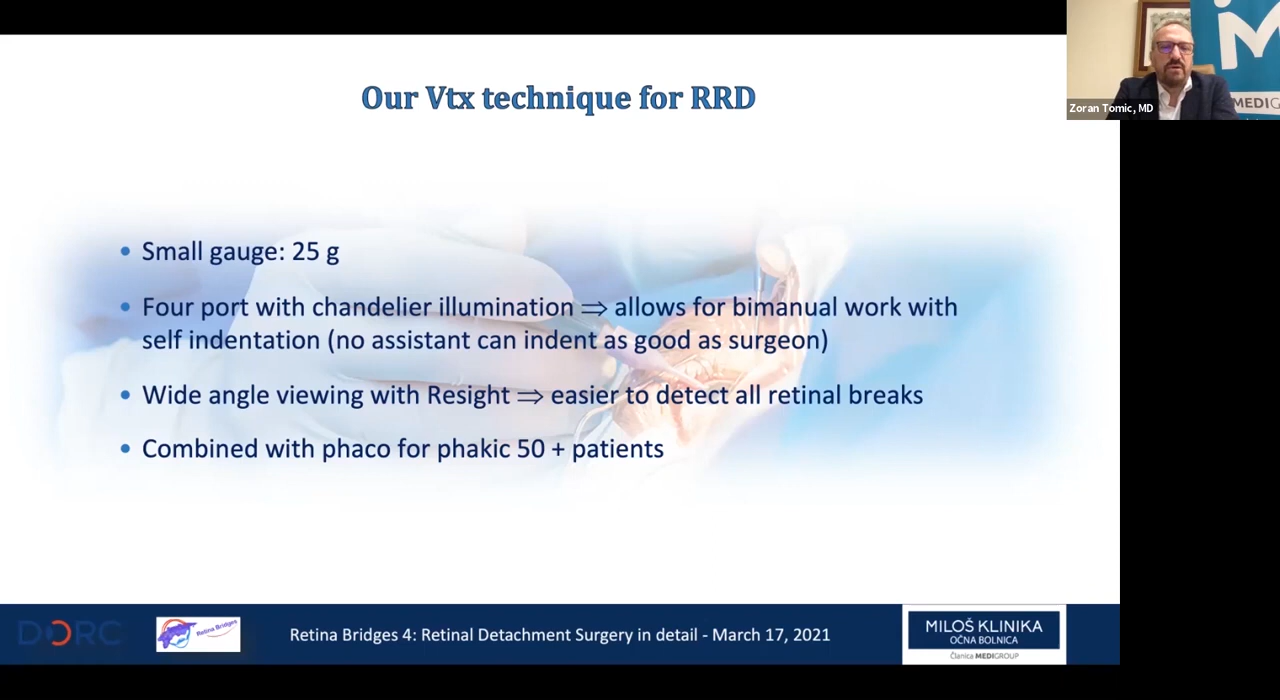 Our Vtx technique for RRD
Zoran Tomic, MD
MEDIG
• Small gauge: 25 g
• Four port with chandelier illumination ⇒ allows for bimanual work with
self indentation (no assistant can indent as good as surgeon)
• Wide angle viewing with Resight ⇒ easier to detect all retinal breaks
• Combined with phaco for phakic 50 + patients
DORC
Retina Bridges
Retina Bridges 4: Retinal Detachment Surgery in detail - March 17, 2021
MILOŠ KLINIKA
OČNA BOLNICA
Članica MEDIGROUP